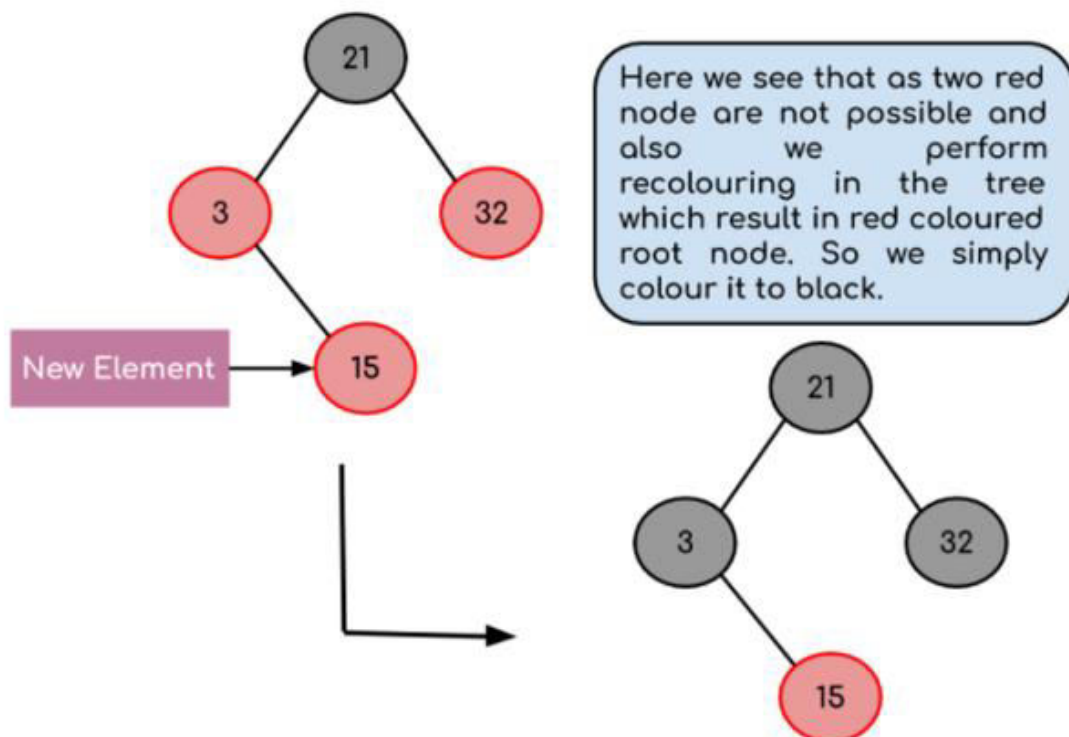 21
Here we see that as two red
node are not possible and
also we perform
recolouring in the tree
which result in red coloured
root node. So we simply
colour it to black.
3
32
New Element
15
21
3
32
15